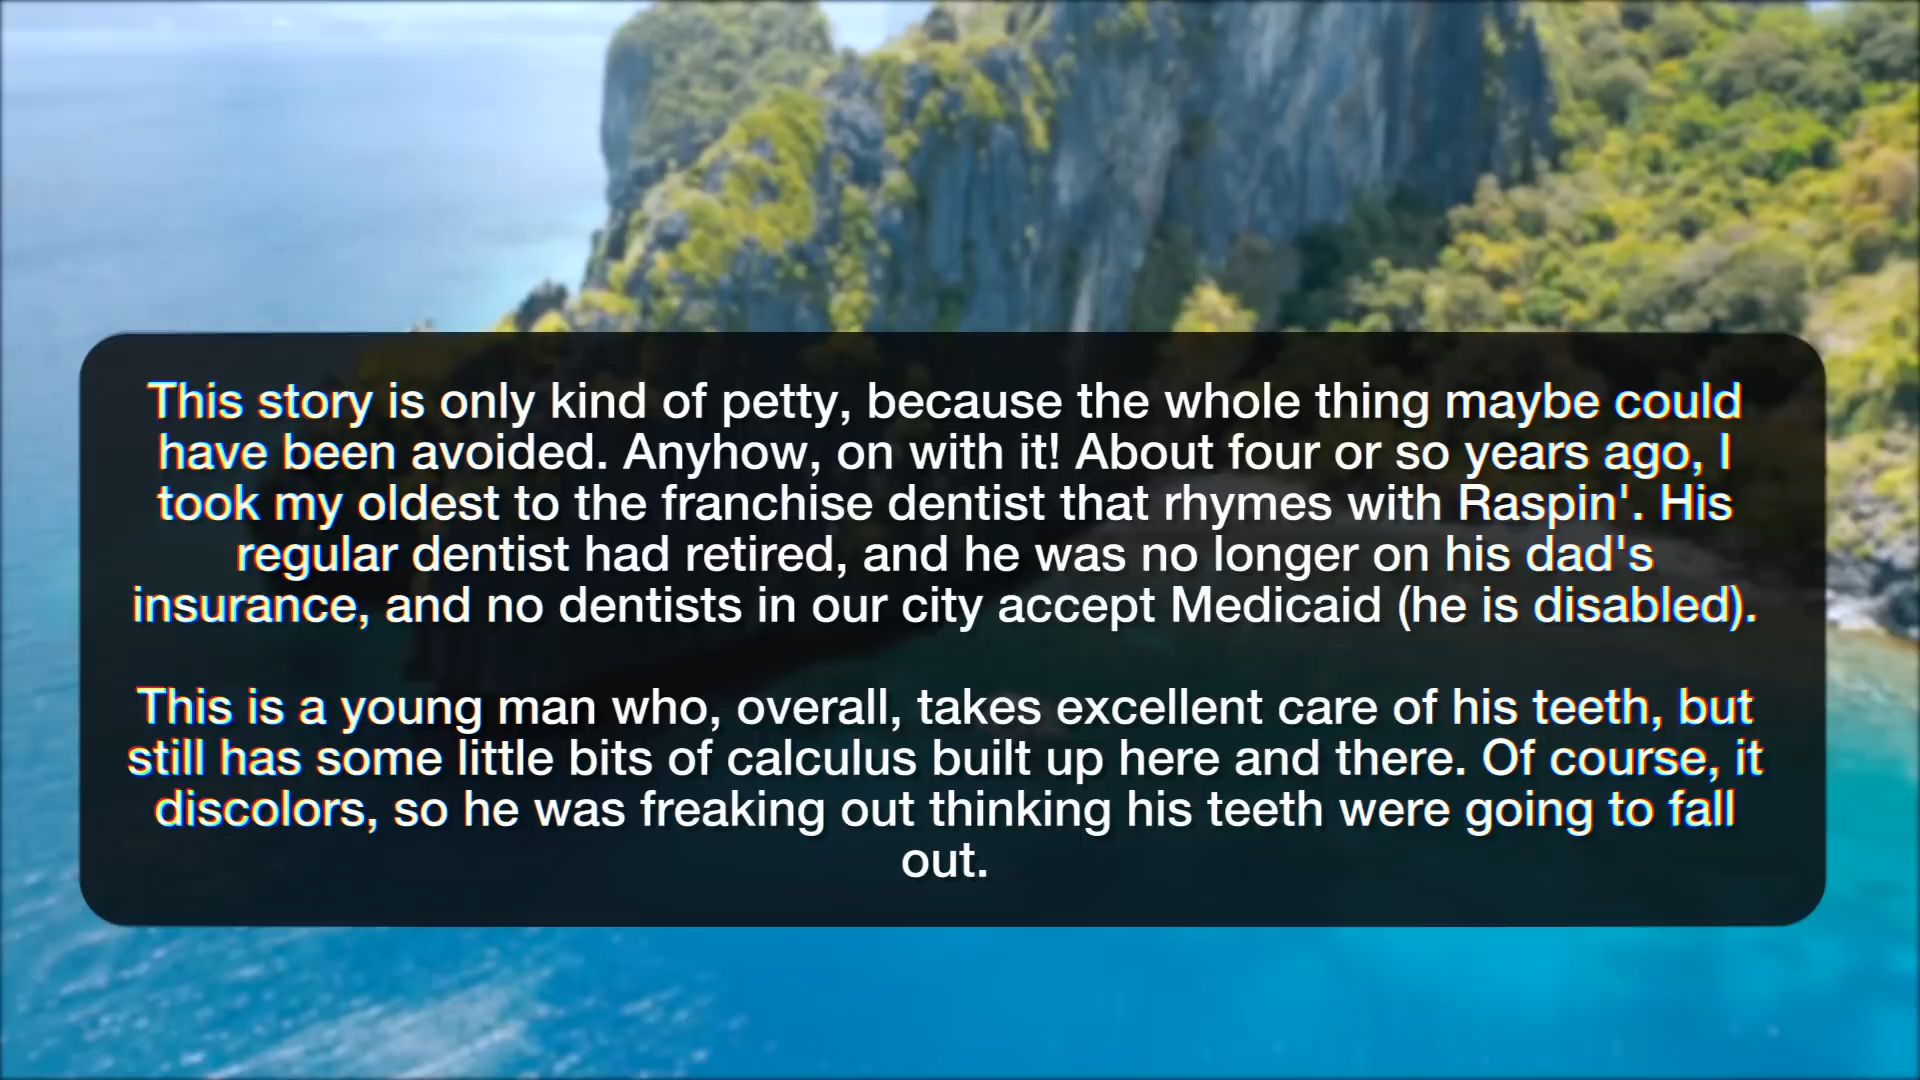 This story is only kind of petty, because the whole thing maybe could
have been avoided. Anyhow, on with it! About four or so years ago, I
took my oldest to the franchise dentist that rhymes with Raspin'. His
regular dentist had retired, and he was no longer on his dad's
insurance, and no dentists in our city accept Medicaid (he is disabled).
This is a young man who, overall, takes excellent care of his teeth, but
still has some little bits of calculus built up here and there. Of course, it
discolors, so he was freaking out thinking his teeth were going to fall
out.